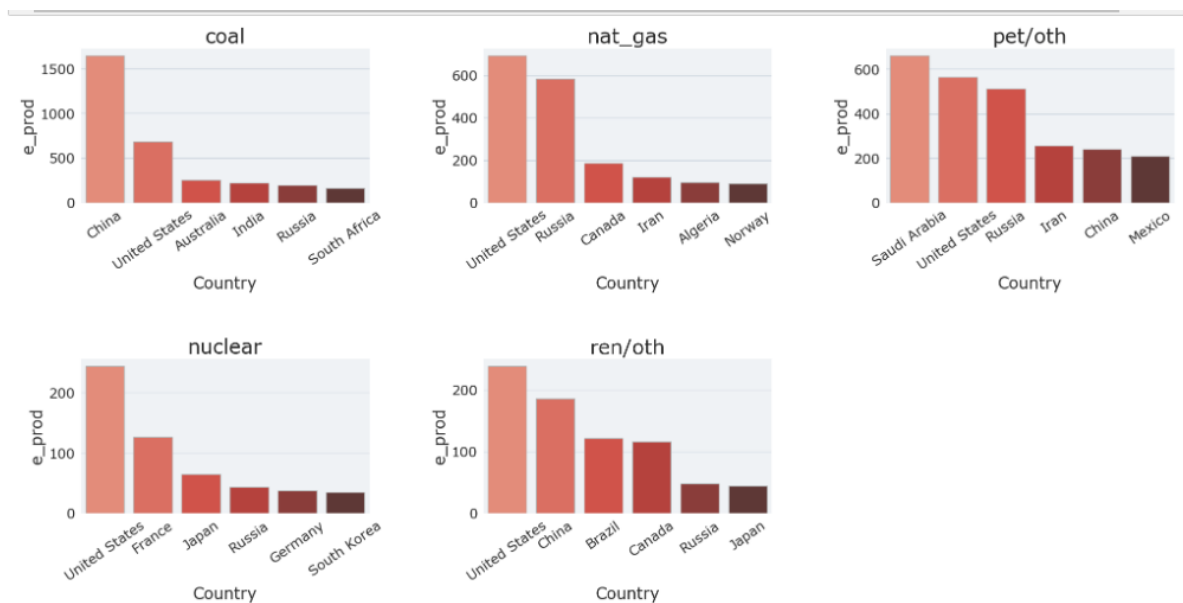 coal
1500
1000
500
0
e_prod
China
United States
Australia
India
Russia
South Africa
Country
nat_gas
600
400
200
0
e_prod
United States
Russia
Canada
Iran
Algeria
Norway
Country
pet/oth
600
400
200
0
e_prod
Saudi Arabia
United States
Russia
Iran
China
Mexico
Country
nuclear
200
100
0
e_prod
United States
France
Japan
Russia
Germany
South Korea
Country
ren/oth
200
100
0
e_prod
United States
China
Brazil
Canada
Russia
Japan
Country